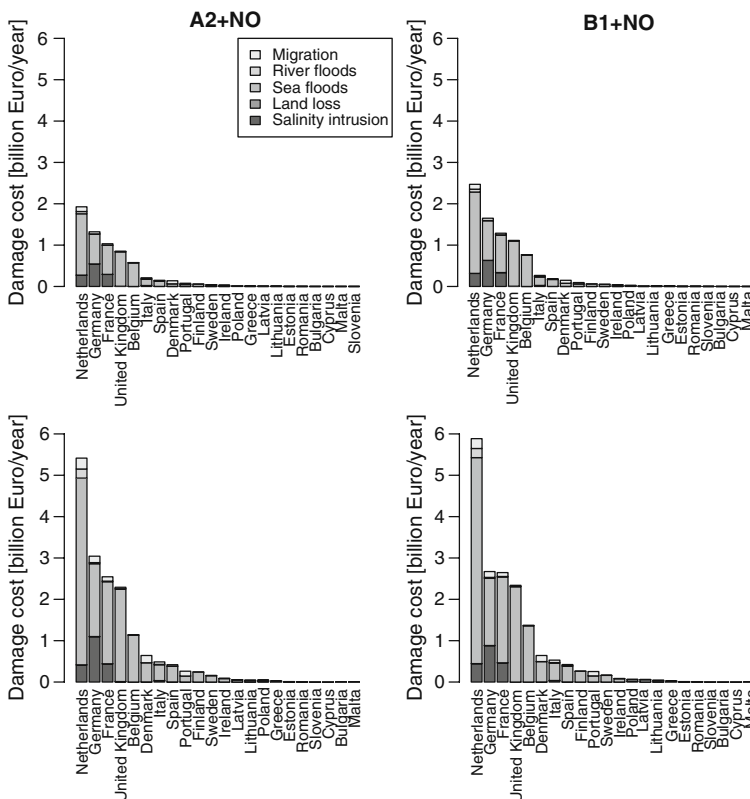 A2+NO
B1+NO
Damage cost [billion Euro/year]
6
5
4
3
2
1
0
Migration
River floods
Sea floods
Land loss
Salinity intrusion
Netherlands
Germany
France
United Kingdom
Belgium
Italy
Spain
Denmark
Portugal
Finland
Sweden
Ireland
Poland
Greece
Latvia
Lithuania
Estonia
Romania
Bulgaria
Cyprus
Malta
Slovenia
Damage cost [billion Euro/year]
6
5
4
3
2
1
0
Netherlands
Germany
France
United Kingdom
Belgium
Italy
Spain
Denmark
Portugal
Finland
Sweden
Ireland
Poland
Latvia
Lithuania
Greece
Estonia
Romania
Slovenia
Bulgaria
Cyprus
Malta
Damage cost [billion Euro/year]
6
5
4
3
2
1
0
Netherlands
Germany
France
United Kingdom
Belgium
Denmark
Italy
Spain
Portugal
Finland
Sweden
Ireland
Latvia
Lithuania
Poland
Greece
Estonia
Romania
Slovenia
Cyprus
Bulgaria
Malta
Damage cost [billion Euro/year]
6
5
4
3
2
1
0
Netherlands
Germany
France
United Kingdom
Belgium
Denmark
Italy
Spain
Finland
Portugal
Sweden
Ireland
Poland
Latvia
Lithuania
Greece
Estonia
Romania
Slovenia
Bulgaria
Cyprus
Malta